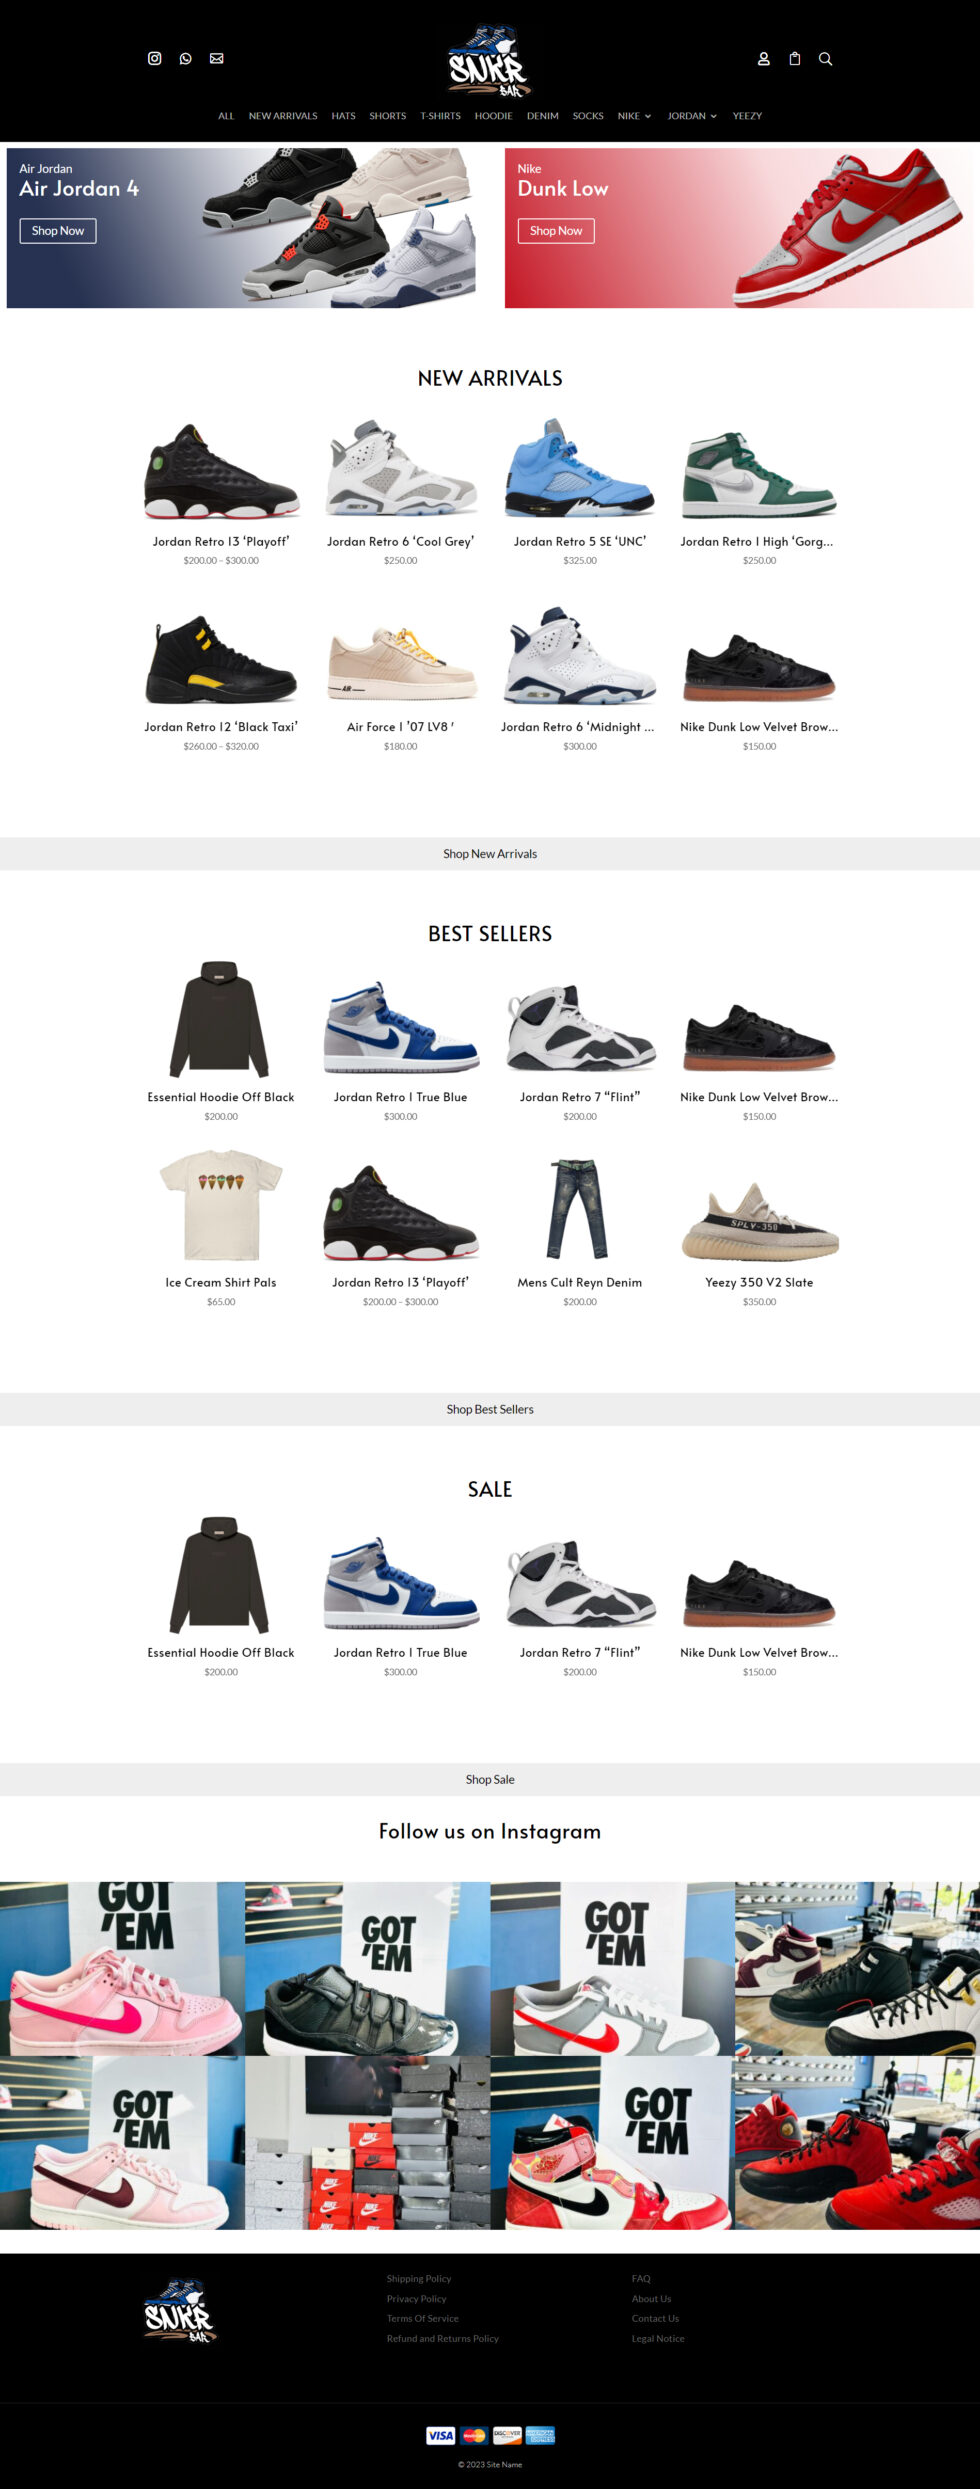 SNKR
BAR
ALL NEW ARRIVALS HATS SHORTS T-SHIRTS HOODIE DENIM SOCKS NIKE JORDAN YEEZY
Air Jordan
Air Jordan 4
Shop Now
Nike
Dunk Low
Shop Now
NEW ARRIVALS
Jordan Retro 13 ‘Playoff’
$200.00 – $300.00
Jordan Retro 6 ‘Cool Grey’
$250.00
Jordan Retro 5 SE ‘UNC’
$325.00
Jordan Retro 1 High ‘Gorg...
$250.00
AIR
Jordan Retro 12 ‘Black Taxi’
$260.00 – $320.00
Air Force 1 ’07 LV8 ′
$180.00
Jordan Retro 6 ‘Midnight ...
$300.00
Nike Dunk Low Velvet Brow...
$150.00
Shop New Arrivals
BEST SELLERS
Essential Hoodie Off Black
$200.00
Jordan Retro 1 True Blue
$300.00
Jordan Retro 7 “Flint”
$200.00
Nike Dunk Low Velvet Brow...
$150.00
SPLY-350
Ice Cream Shirt Pals
$65.00
Jordan Retro 13 ‘Playoff’
$200.00 – $300.00
Mens Cult Reyn Denim
$200.00
Yeezy 350 V2 Slate
$350.00
Shop Best Sellers
SALE
Essential Hoodie Off Black
$200.00
Jordan Retro 1 True Blue
$300.00
Jordan Retro 7 “Flint”
$200.00
Nike Dunk Low Velvet Brow...
$150.00
Shop Sale
Follow us on Instagram
GOT
'EM
GOT
'EM
GOT
'EM
GOT
'EM
NIKE
NIKE
NIKE
NIKE
GOT
'EM
SNKR
BAR
Shipping Policy
Privacy Policy
Terms Of Service
Refund and Returns Policy
FAQ
About Us
Contact Us
Legal Notice
VISA
MasterCard
DISCOVER
AMERICAN EXPRESS
© 2023 Site Name